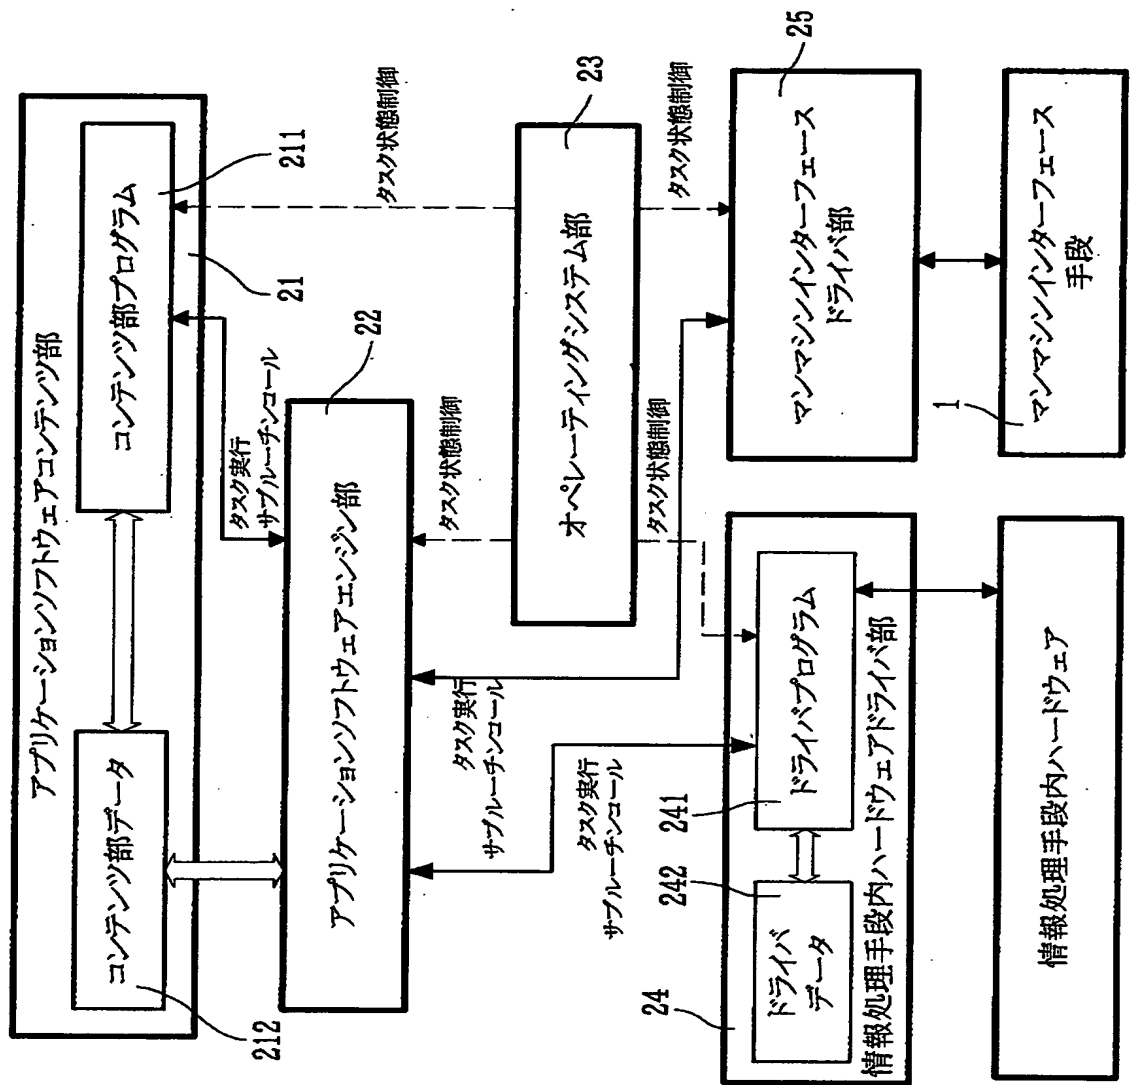 アプリケーションソフトウェアコンテンツ部
コンテンツ部データ
212
コンテンツ部プログラム
211
21
タスク実行
サブルーチンコール
タスク状態制御
アプリケーションソフトウェアエンジン部
22
タスク状態制御
オペレーティングシステム部
23
タスク実行
サブルーチンコール
タスク実行
サブルーチンコール
タスク状態制御
タスク状態制御
24
ドライバ
データ
242
ドライバプログラム
241
情報処理手段内ハードウェアドライバ部
マンマシンインターフェース
ドライバ部
25
情報処理手段内ハードウェア
マンマシンインターフェース
手段
1